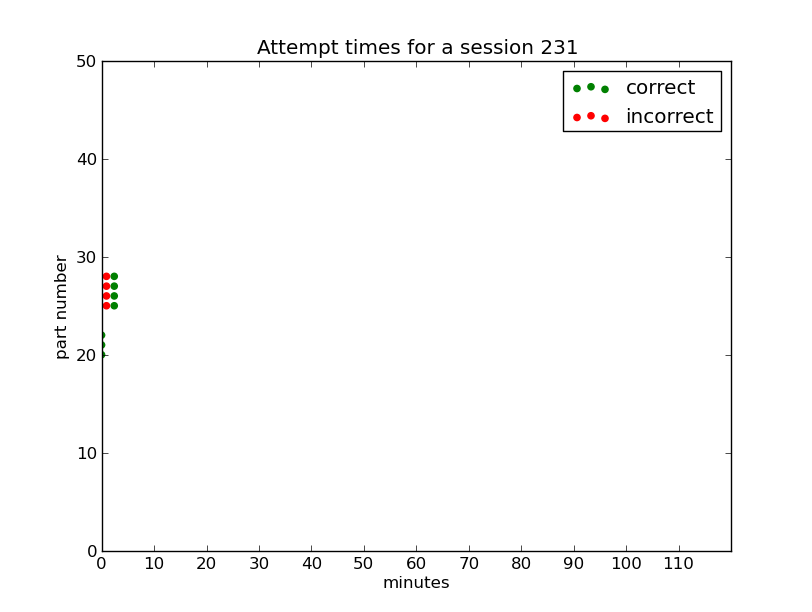 Attempt times for a session 231
correct
incorrect
50
40
30
20
10
0
part number
0 10 20 30 40 50 60 70 80 90 100 110
minutes